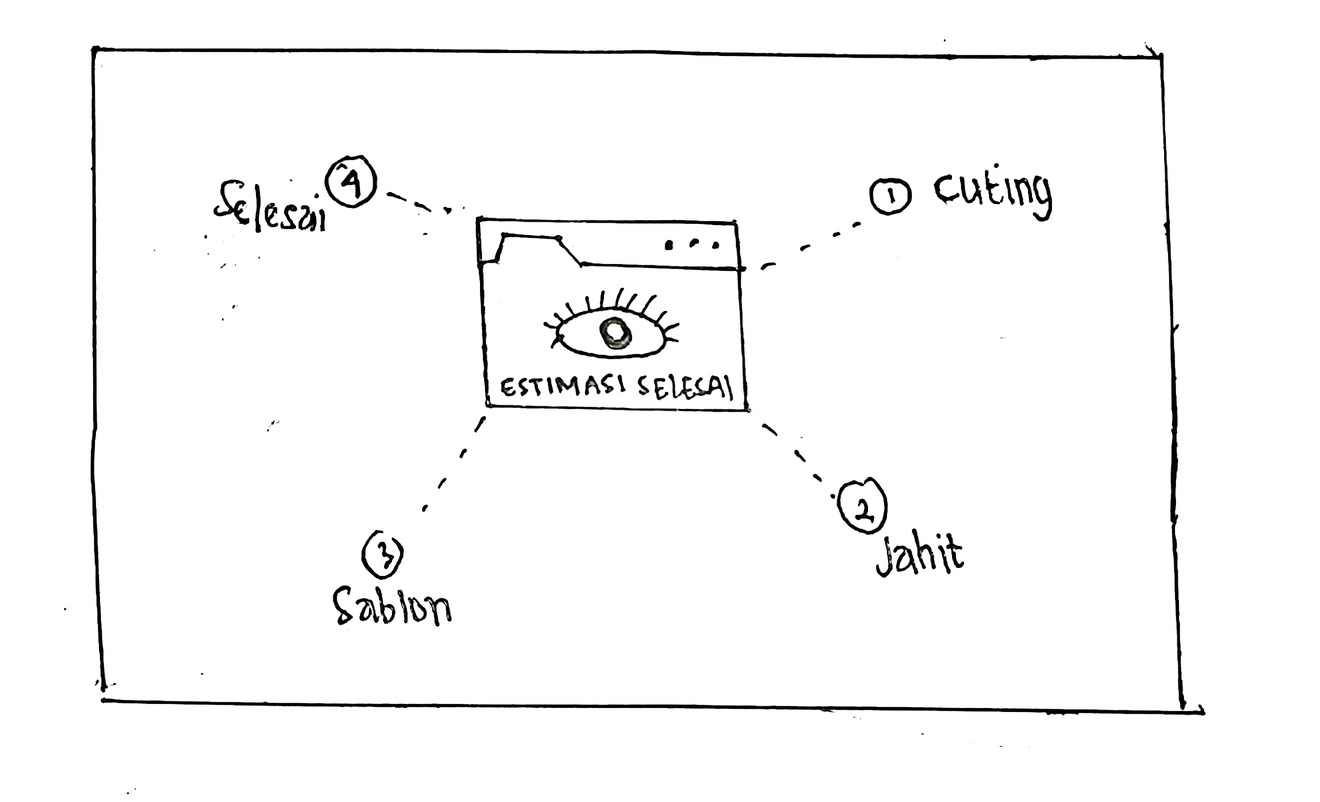 Selesai 4
1 Cuting
ESTIMASI SELESAI
2
Jahit
3
Sablon